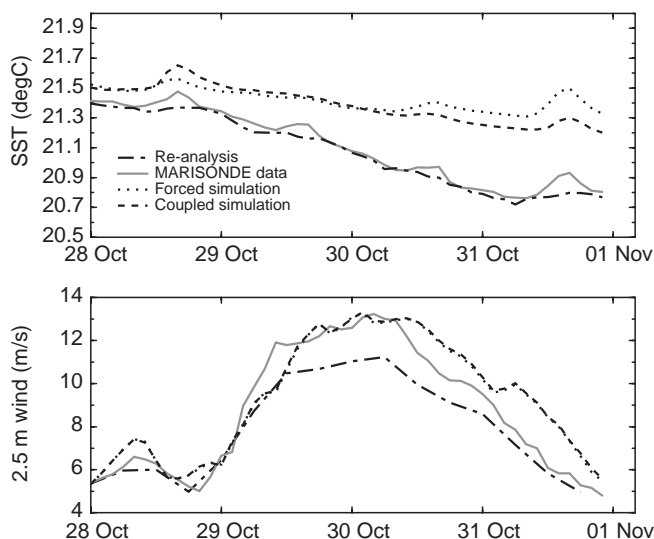 21.9
21.7
21.5
21.3
21.1
20.9
20.7
20.5
SST (degC)
Re-analysis
MARISONDE data
Forced simulation
Coupled simulation
28 Oct 29 Oct 30 Oct 31 Oct 01 Nov
14
12
10
8
6
4
2.5 m wind (m/s)
28 Oct 29 Oct 30 Oct 31 Oct 01 Nov